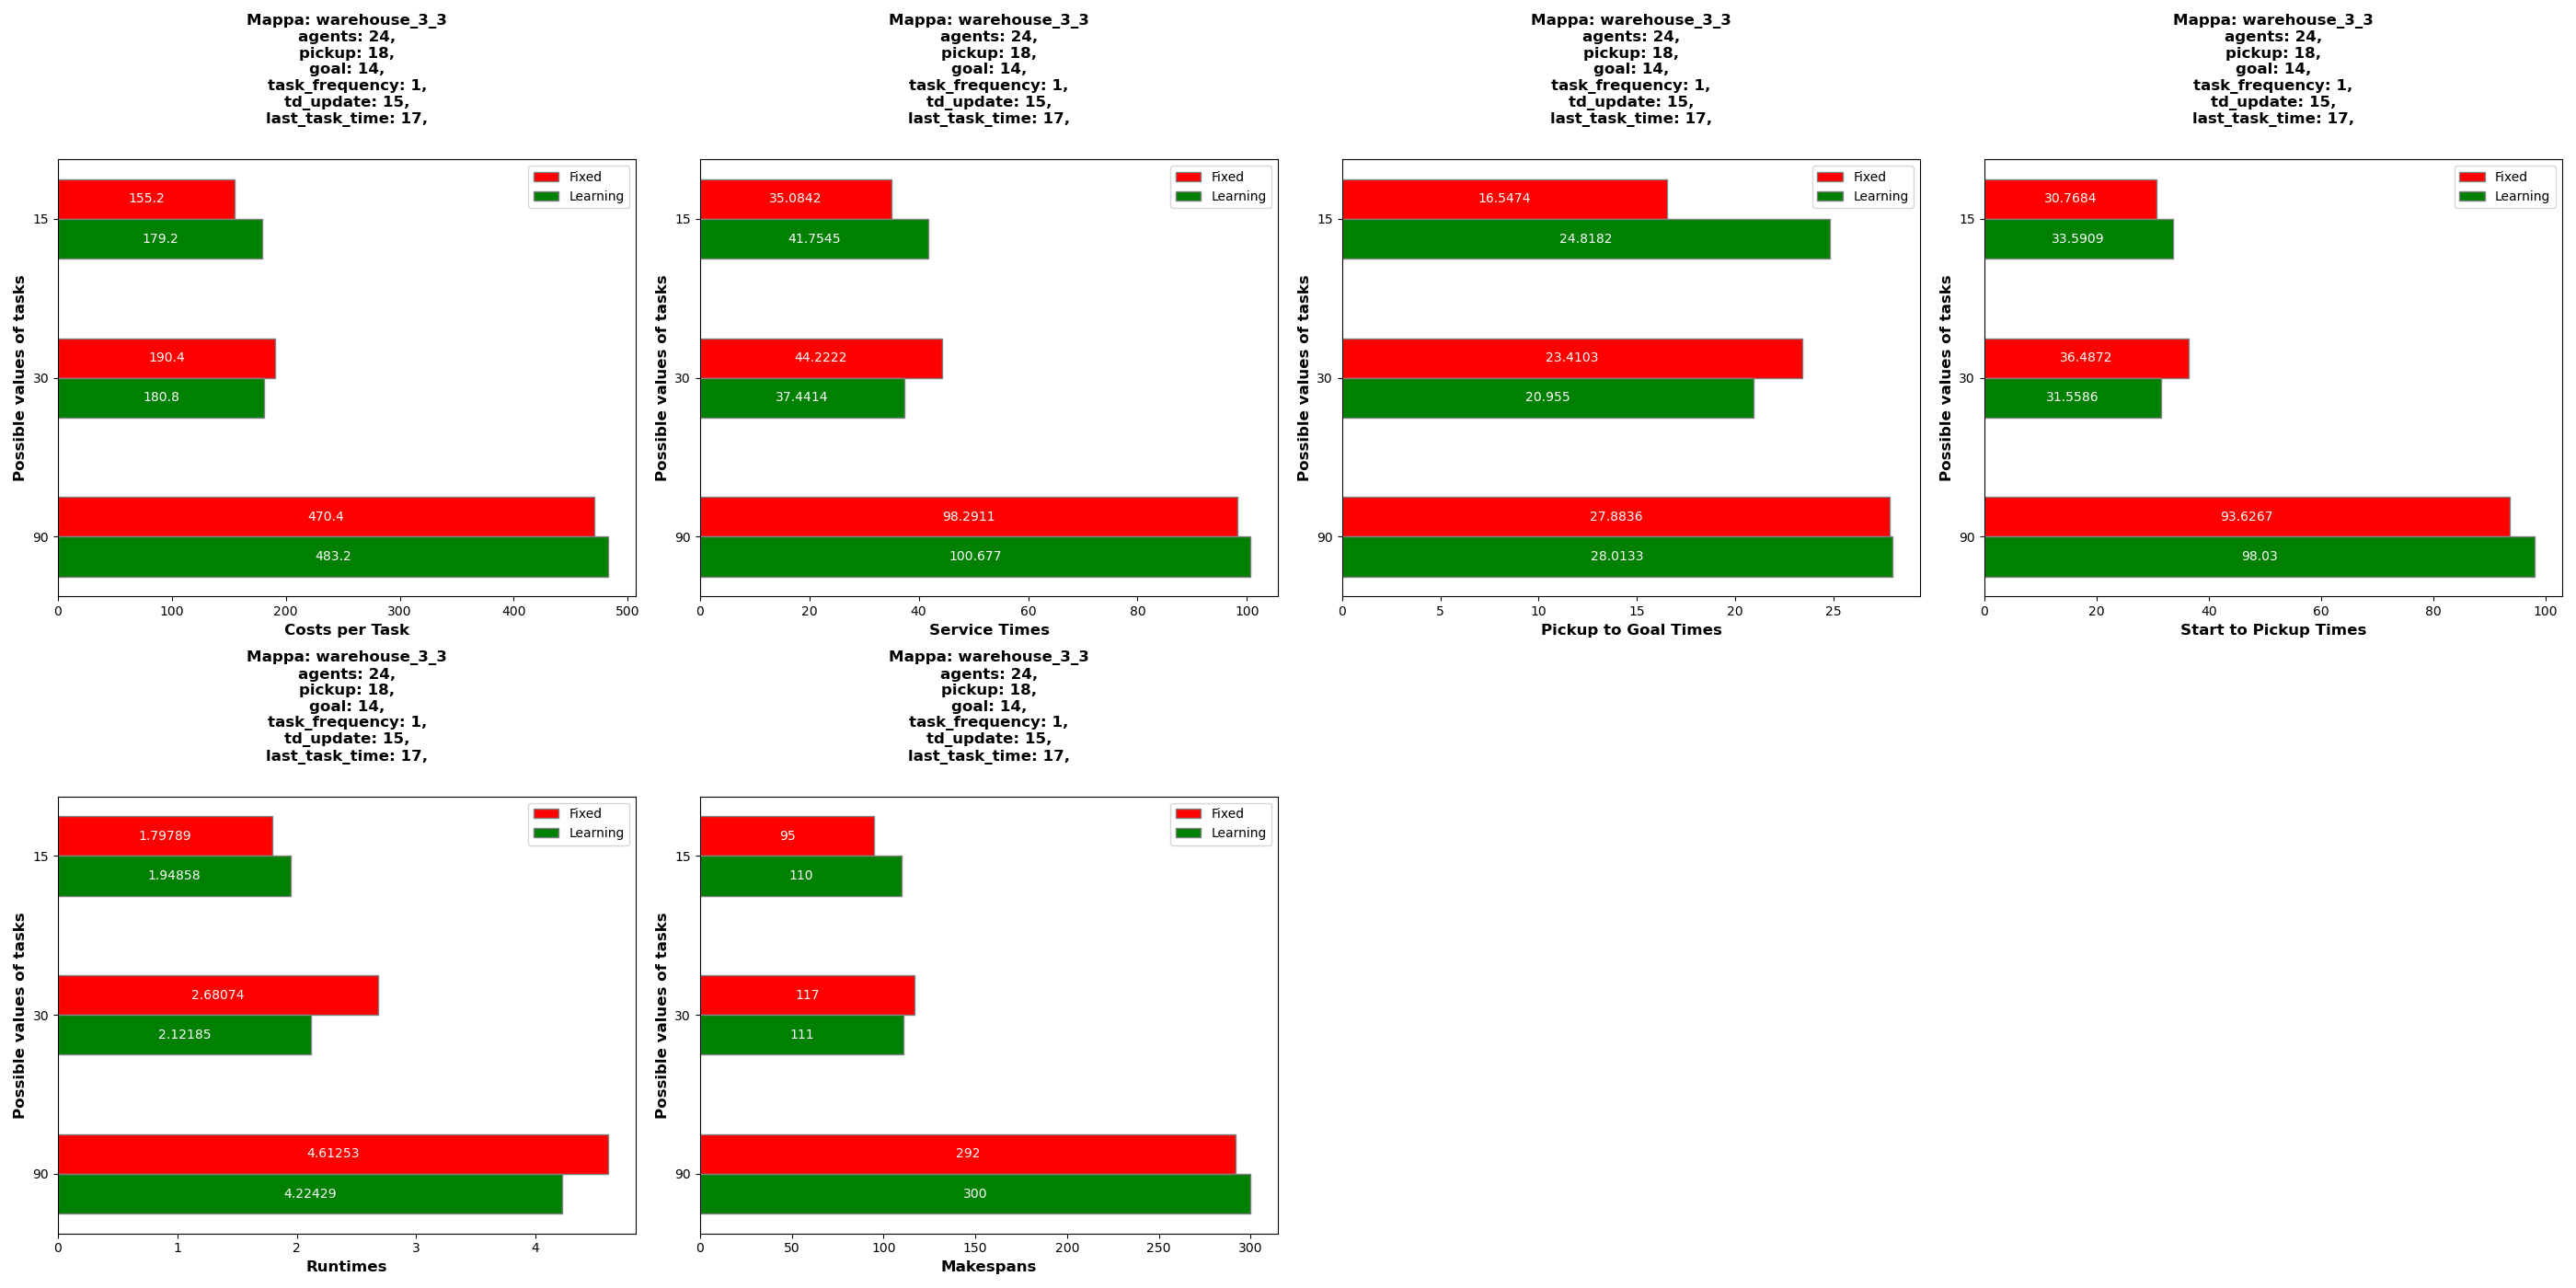 Mappa: warehouse_3_3
agents: 24,
pickup: 18,
goal: 14,
task_frequency: 1,
td_update: 15,
last_task_time: 17,
Fixed
Learning
Possible values of tasks
15
30
90
155.2
179.2
190.4
180.8
470.4
483.2
0 100 200 300 400 500
Costs per Task
Mappa: warehouse_3_3
agents: 24,
pickup: 18,
goal: 14,
task_frequency: 1,
td_update: 15,
last_task_time: 17,
Fixed
Learning
Possible values of tasks
15
30
90
35.0842
41.7545
44.2222
37.4414
98.2911
100.677
0 20 40 60 80 100
Service Times
Mappa: warehouse_3_3
agents: 24,
pickup: 18,
goal: 14,
task_frequency: 1,
td_update: 15,
last_task_time: 17,
Fixed
Learning
Possible values of tasks
15
30
90
16.5474
24.8182
23.4103
20.955
27.8836
28.0133
0 5 10 15 20 25
Pickup to Goal Times
Mappa: warehouse_3_3
agents: 24,
pickup: 18,
goal: 14,
task_frequency: 1,
td_update: 15,
last_task_time: 17,
Fixed
Learning
Possible values of tasks
15
30
90
30.7684
33.5909
36.4872
31.5586
93.6267
98.03
0 20 40 60 80 100
Start to Pickup Times
Mappa: warehouse_3_3
agents: 24,
pickup: 18,
goal: 14,
task_frequency: 1,
td_update: 15,
last_task_time: 17,
Fixed
Learning
Possible values of tasks
15
30
90
1.79789
1.94858
2.68074
2.12185
4.61253
4.22429
0 1 2 3 4
Runtimes
Mappa: warehouse_3_3
agents: 24,
pickup: 18,
goal: 14,
task_frequency: 1,
td_update: 15,
last_task_time: 17,
Fixed
Learning
Possible values of tasks
15
30
90
95
110
117
111
292
300
0 50 100 150 200 250 300
Makespans